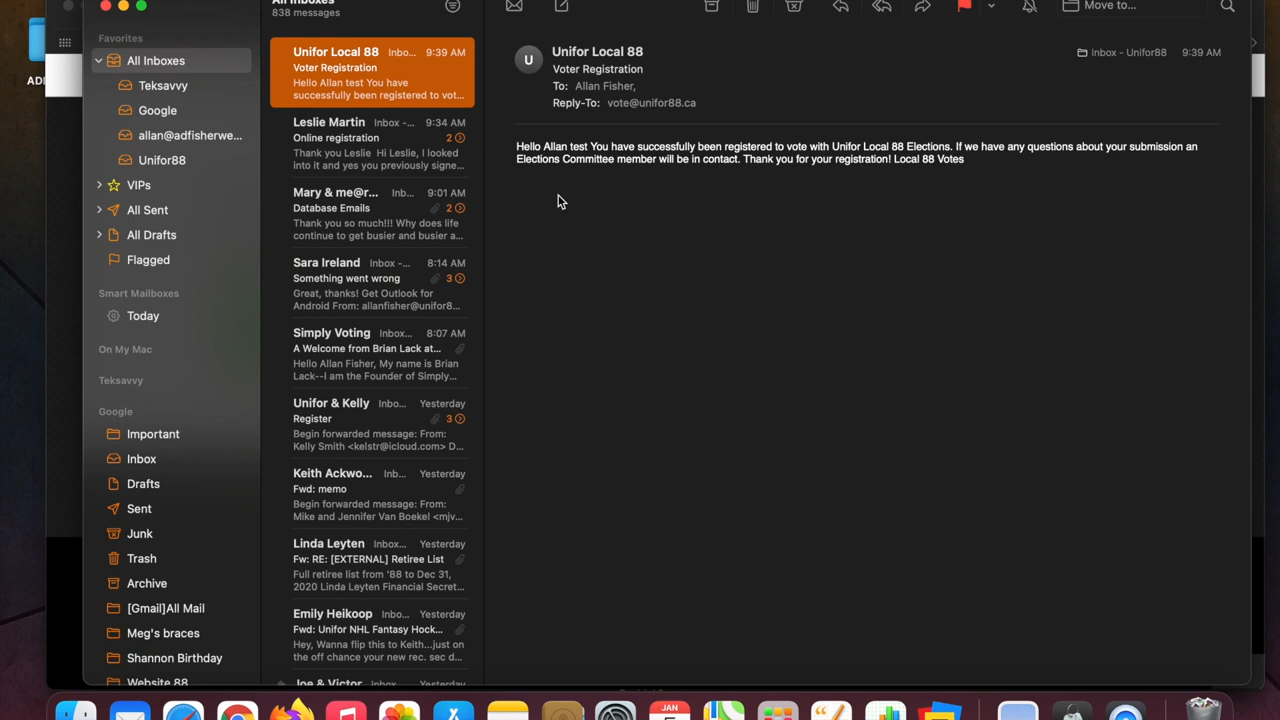 All Inboxes
838 messages
Move to...
Favorites
All Inboxes
Teksavvy
Google
allan@adfisherwe...
Unifor88
VIPs
All Sent
All Drafts
Flagged
Smart Mailboxes
Today
On My Mac
Teksavvy
Google
Important
Inbox
Drafts
Sent
Junk
Trash
Archive
[Gmail]All Mail
Meg's braces
Shannon Birthday
Website 88
Unifor Local 88 Inbo... 9:39 AM
Voter Registration
Hello Allan test You have
successfully been registered to vot...
Leslie Martin Inbox -... 9:34 AM
Online registration 2
Thank you Leslie Hi Leslie, I looked
into it and yes you previously signe...
Mary & me@r... Inb... 9:01 AM
Database Emails 2
Thank you so much!!! Why does life
continue to get busier and busier a...
Sara Ireland Inbox -... 8:14 AM
Something went wrong 3
Great, thanks! Get Outlook for
Android From: allanfisher@unifor8...
Simply Voting Inbox... 8:07 AM
A Welcome from Brian Lack at...
Hello Allan Fisher, My name is Brian
Lack--I am the Founder of Simply...
Unifor & Kelly Inbo... Yesterday
Register 3
Begin forwarded message: From:
Kelly Smith <kelstr@icloud.com> D...
Keith Ackwo... Inb... Yesterday
Fwd: memo
Begin forwarded message: From:
Mike and Jennifer Van Boekel <mjv...
Linda Leyten Inbox... Yesterday
Fw: RE: [EXTERNAL] Retiree List
Full retiree list from '88 to Dec 31,
2020 Linda Leyten Financial Secret...
Emily Heikoop Inbo... Yesterday
Fwd: Unifor NHL Fantasy Hock...
Hey, Wanna flip this to Keith...just on
the off chance your new rec. sec d...
Joe & Victor Inbox Yesterday
U
Unifor Local 88
Inbox - Unifor88 9:39 AM
Voter Registration
To: Allan Fisher,
Reply-To: vote@unifor88.ca
Hello Allan test You have successfully been registered to vote with Unifor Local 88 Elections. If we have any questions about your submission an
Elections Committee member will be in contact. Thank you for your registration! Local 88 Votes
JAN